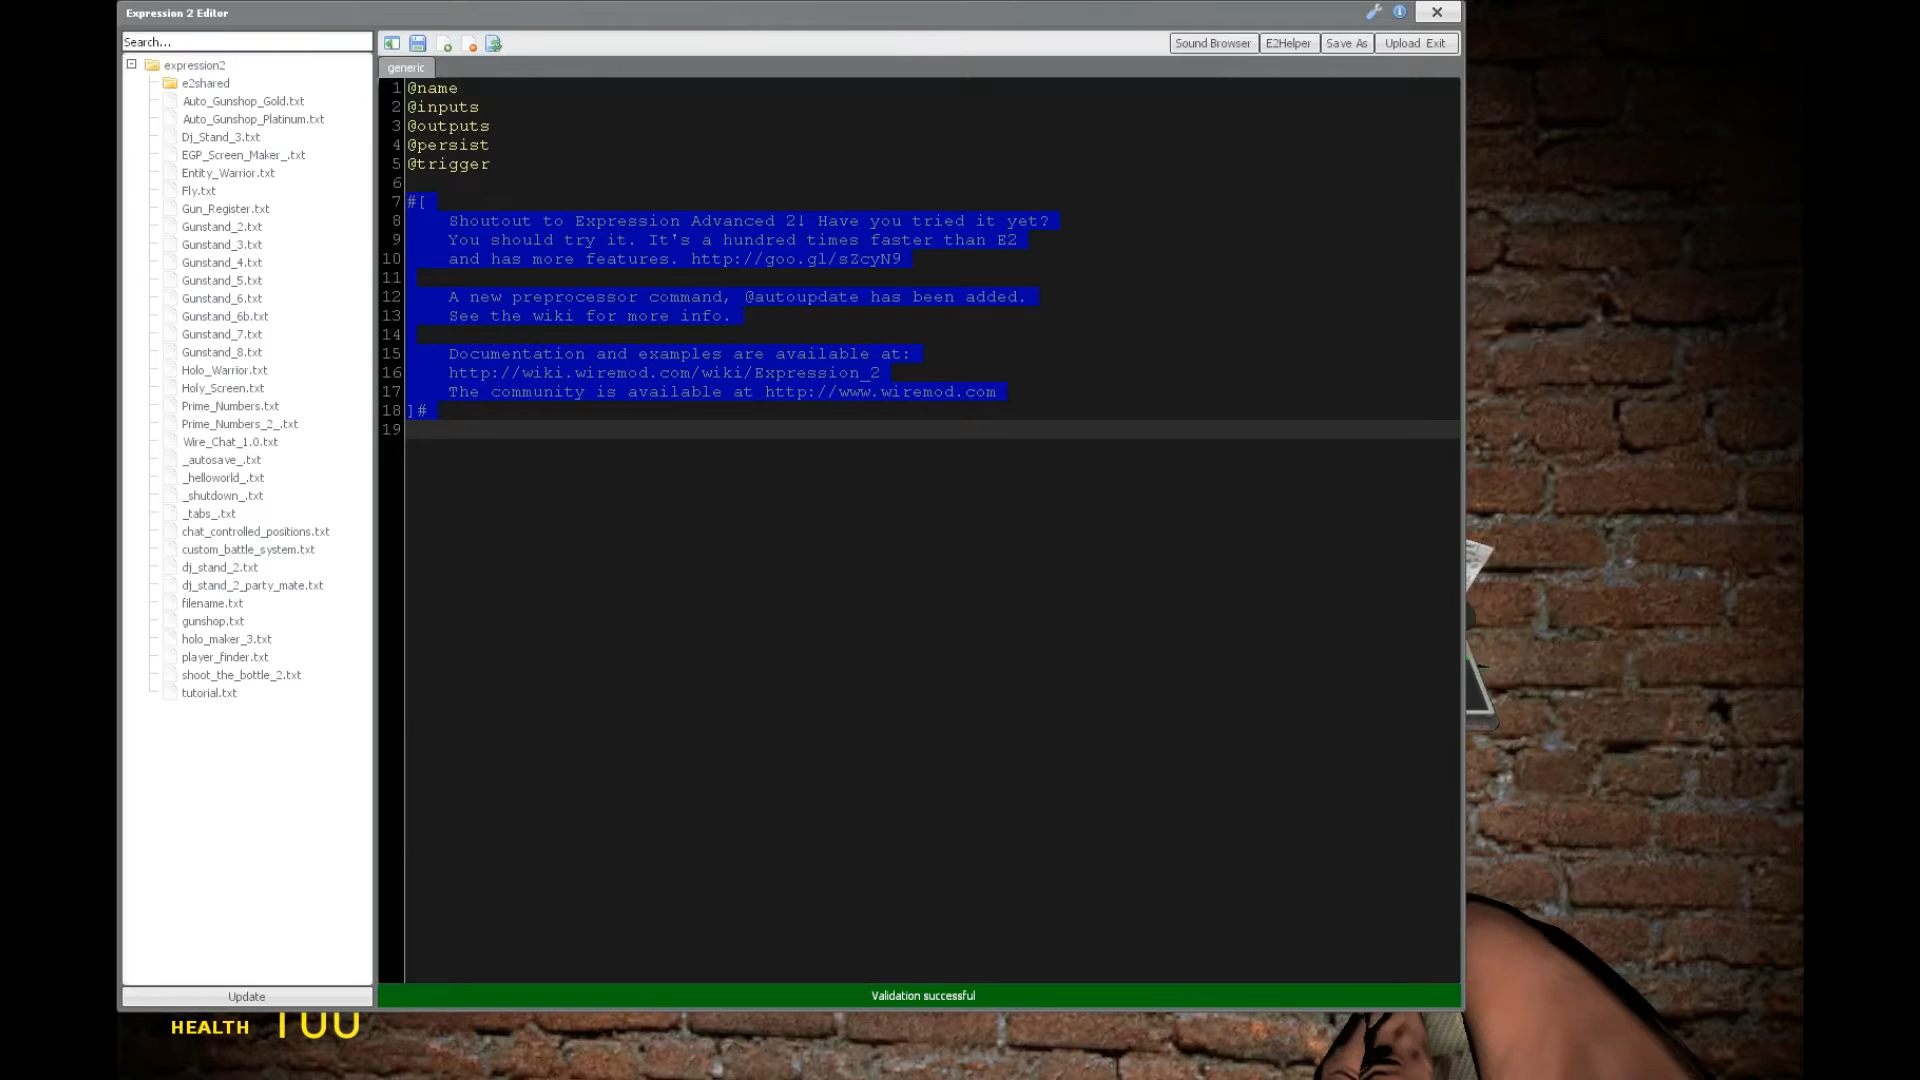 Expression 2 Editor
Search...
Sound Browser E2Helper Save As Upload Exit
expression2
e2shared
Auto_Gunshop_Gold.txt
Auto_Gunshop_Platinum.txt
Dj_Stand_3.txt
EGP_Screen_Maker_.txt
Entity_Warrior.txt
Fly.txt
Gun_Register.txt
Gunstand_2.txt
Gunstand_3.txt
Gunstand_4.txt
Gunstand_5.txt
Gunstand_6.txt
Gunstand_6b.txt
Gunstand_7.txt
Gunstand_8.txt
Holo_Warrior.txt
Holy_Screen.txt
Prime_Numbers.txt
Prime_Numbers_2_.txt
Wire_Chat_1.0.txt
_autosave_.txt
_helloworld_.txt
_shutdown_.txt
_tabs_.txt
chat_controlled_positions.txt
custom_battle_system.txt
dj_stand_2.txt
dj_stand_2_party_mate.txt
filename.txt
gunshop.txt
holo_maker_3.txt
player_finder.txt
shoot_the_bottle_2.txt
tutorial.txt
Update
generic
1 @name
2 @inputs
3 @outputs
4 @persist
5 @trigger
6
7 #[
8 Shoutout to Expression Advanced 2! Have you tried it yet?
9 You should try it. It's a hundred times faster than E2
10 and has more features. http://goo.gl/sZcyN9
11
12 A new preprocessor command, @autoupdate has been added.
13 See the wiki for more info.
14
15 Documentation and examples are available at:
16 http://wiki.wiremod.com/wiki/Expression_2
17 The community is available at http://www.wiremod.com
18 ]#
19
Validation successful
HEALTH 100